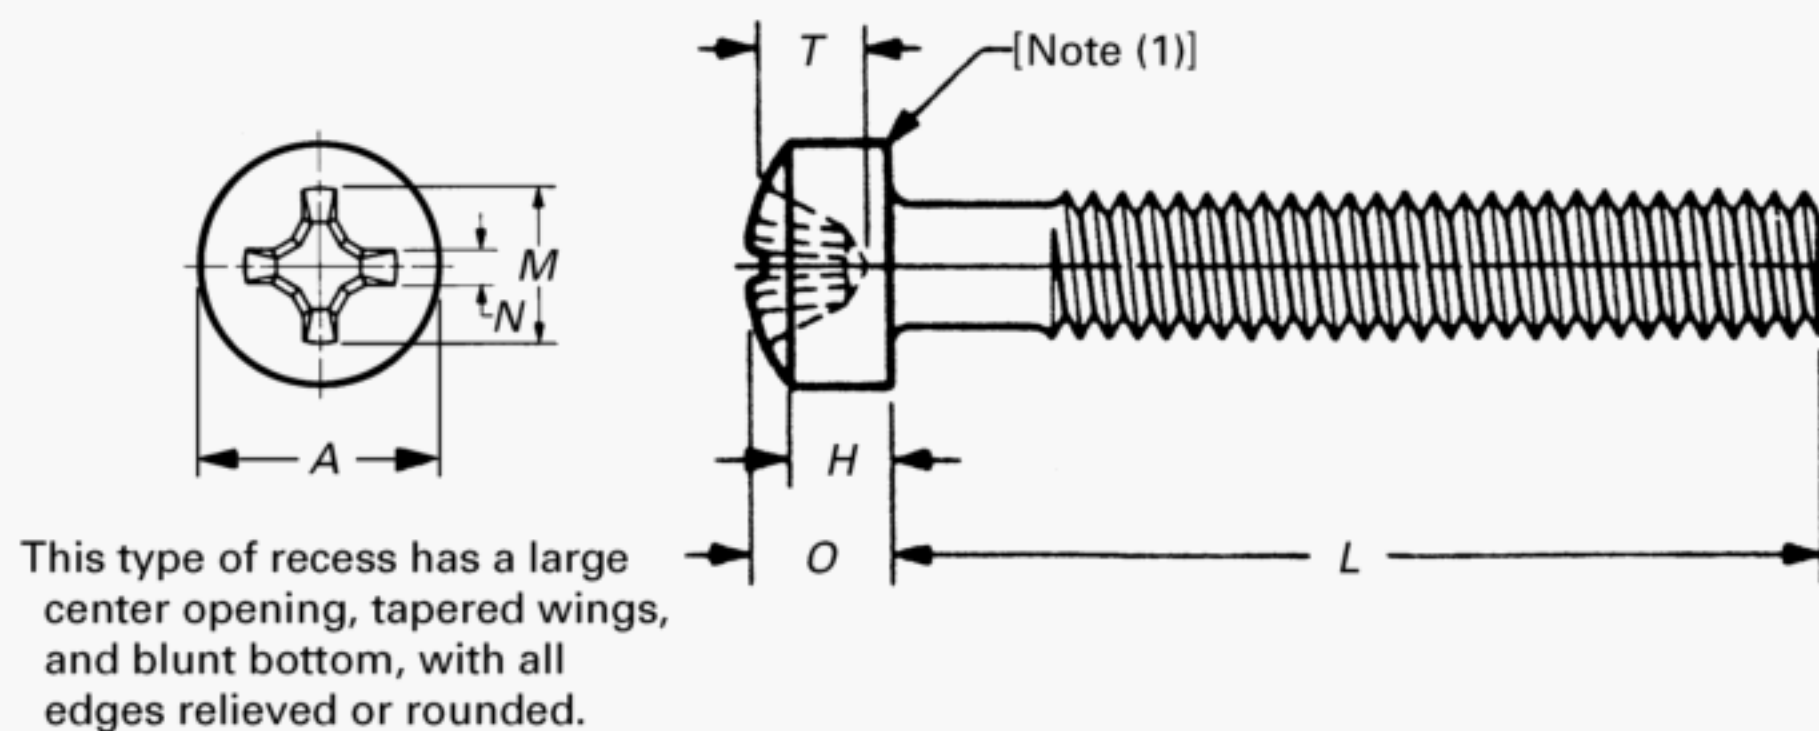 T
[Note (1)]
M
N
A
H
O
L
This type of recess has a large
center opening, tapered wings,
and blunt bottom, with all
edges relieved or rounded.